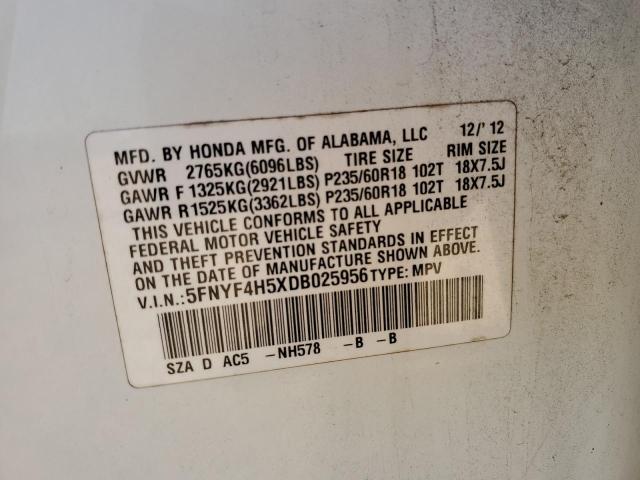 MFD. BY HONDA MFG. OF ALABAMA, LLC 12/'12
GVWR 2765KG(6096LBS) TIRE SIZE RIM SIZE
GAWR F 1325KG(2921LBS) P235/60R18 102T 18X7.5J
GAWR R 1525KG(3362LBS) P235/60R18 102T 18X7.5J
THIS VEHICLE CONFORMS TO ALL APPLICABLE
FEDERAL MOTOR VEHICLE SAFETY
AND THEFT PREVENTION STANDARDS IN EFFECT
ON THE DATE OF MANUFACTURE SHOWN ABOVE.
V.I.N.:5FNYF4H5XDB025956 TYPE: MPV
SZA D AC5 -NH578 -B -B